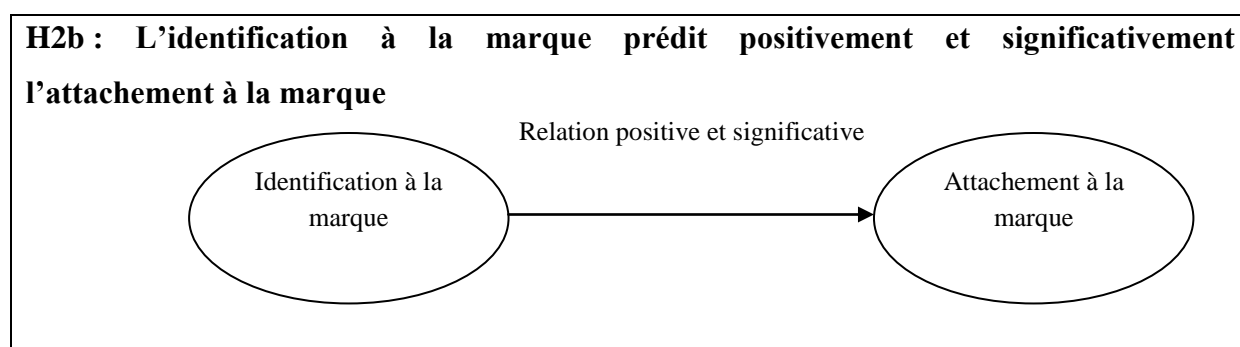 H2b : L’identification à la marque prédit positivement et significativement
l’attachement à la marque
Relation positive et significative
Identification à la
marque
Attachement à la
marque